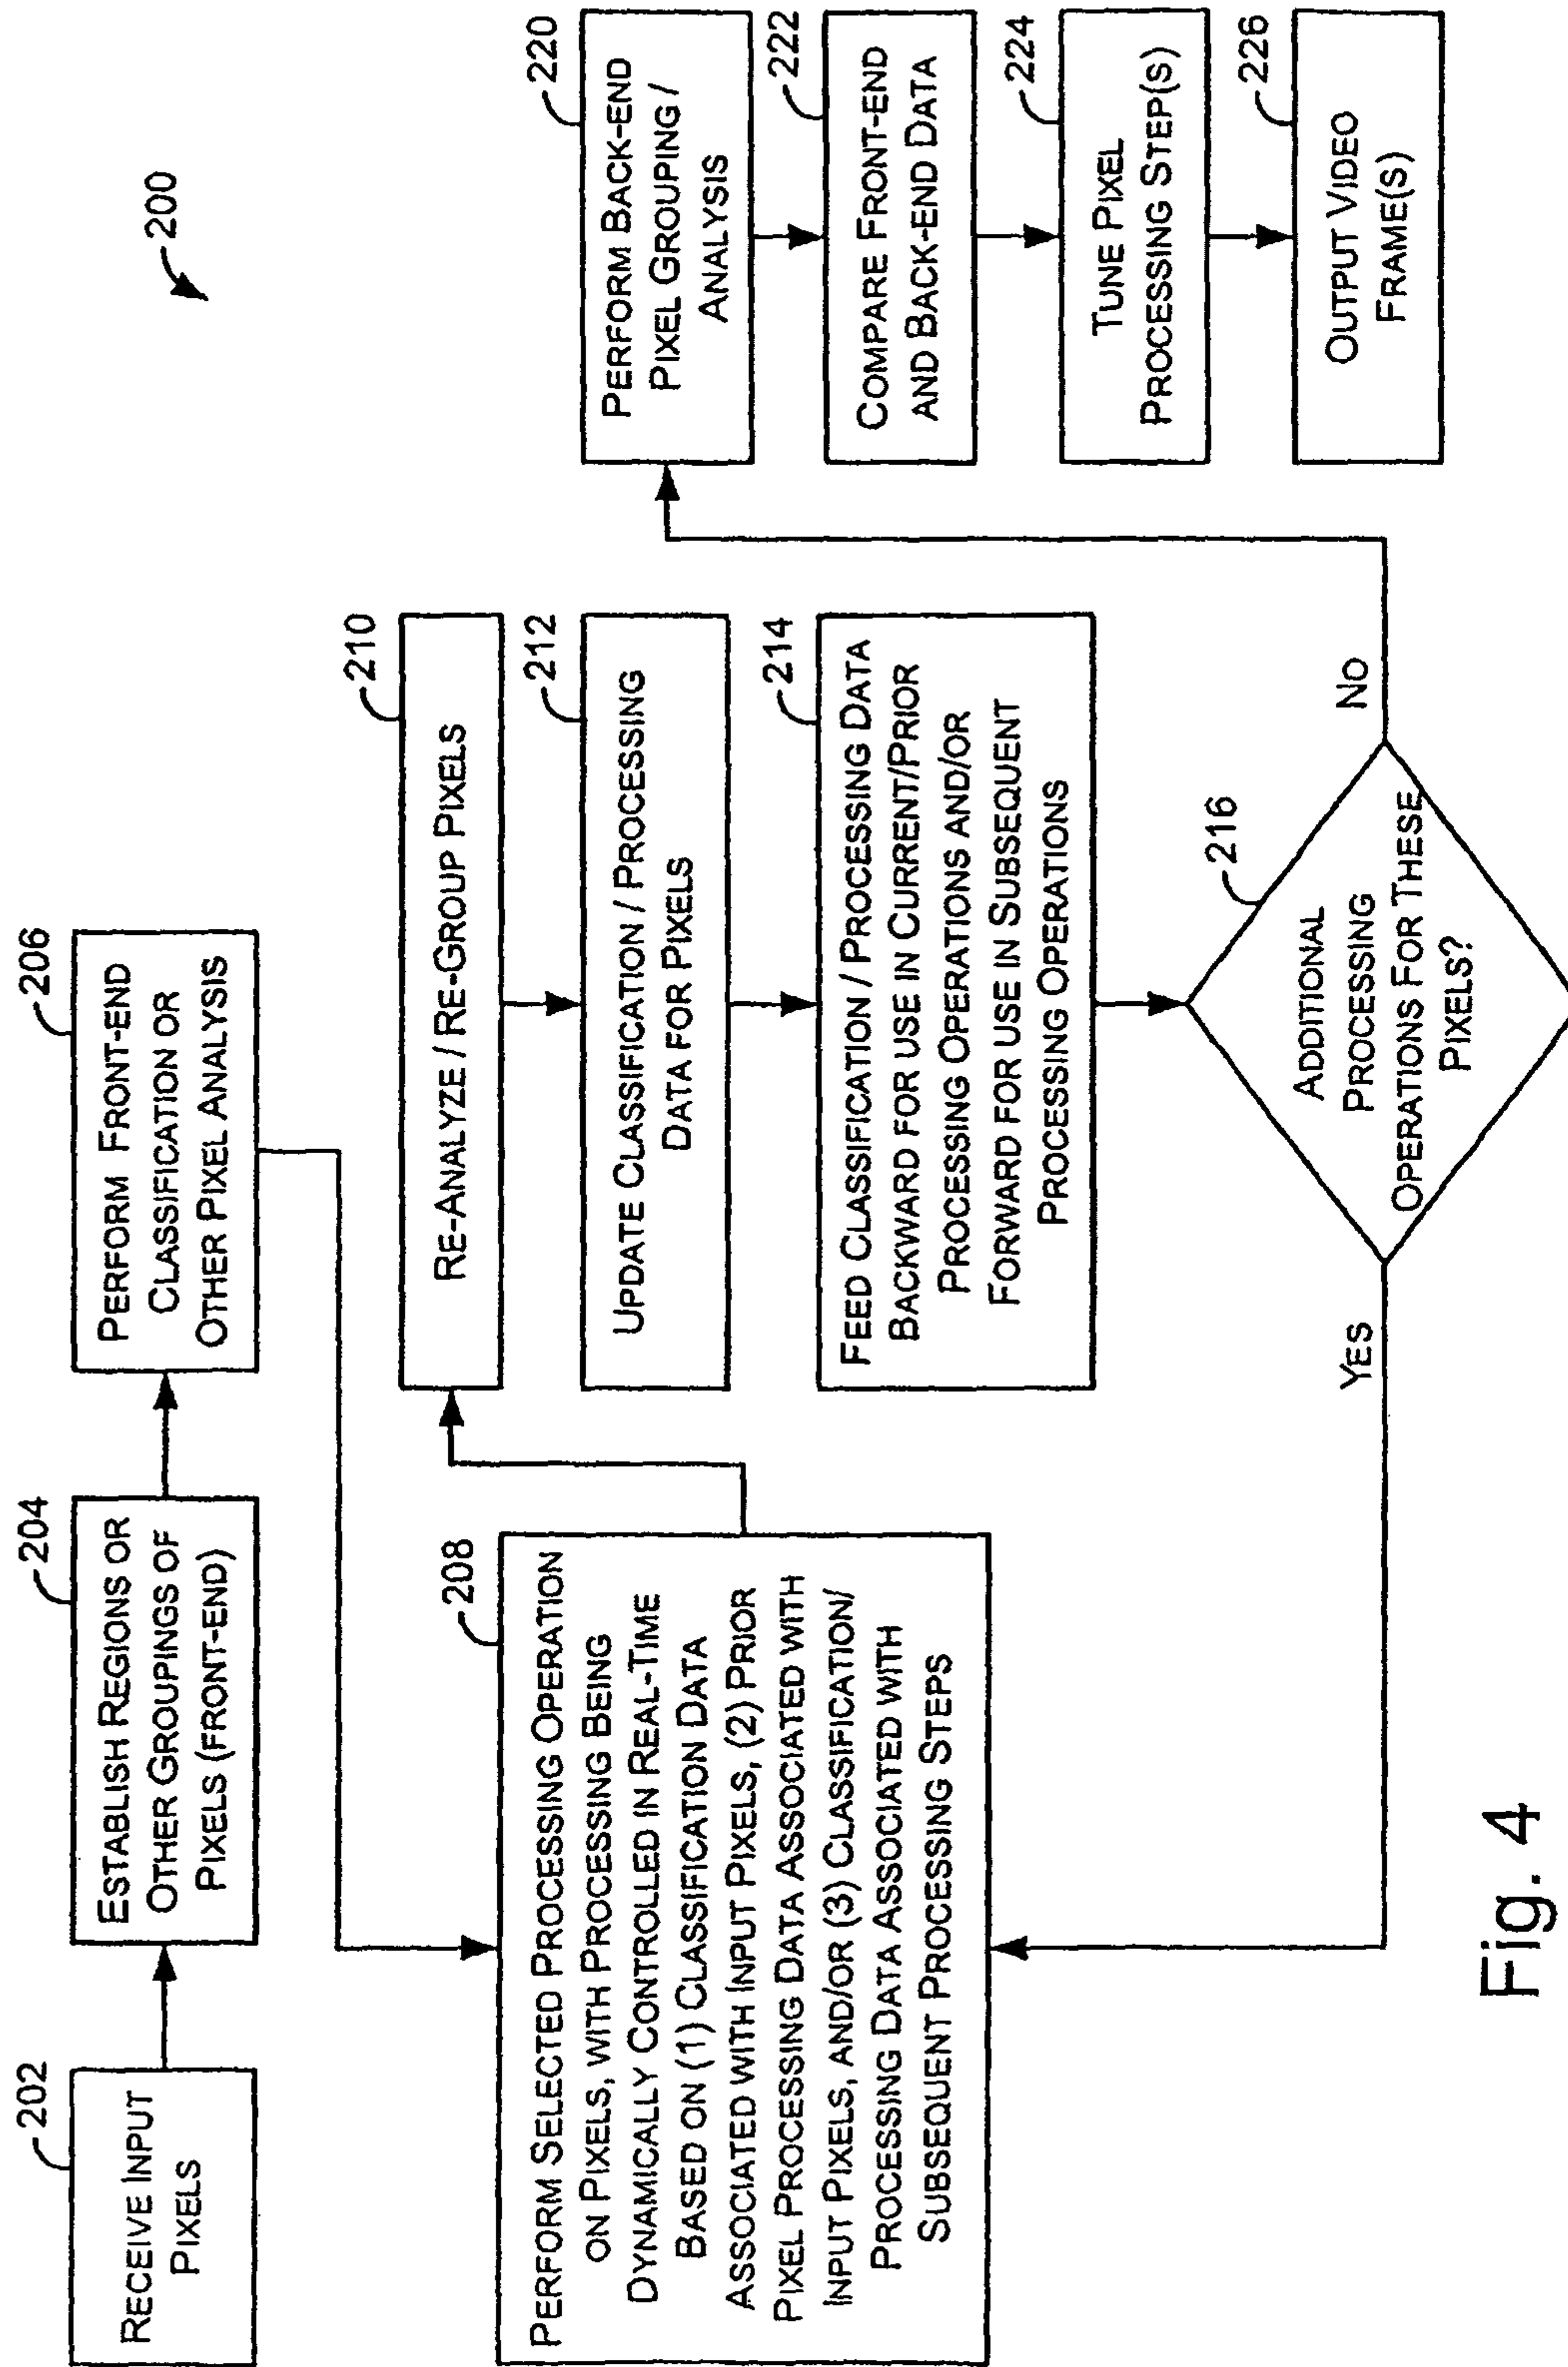 200
202
RECEIVE INPUT
PIXELS
204
ESTABLISH REGIONS OR
OTHER GROUPINGS OF
PIXELS (FRONT-END)
206
PERFORM FRONT-END
CLASSIFICATION OR
OTHER PIXEL ANALYSIS
208
PERFORM SELECTED PROCESSING OPERATION
ON PIXELS, WITH PROCESSING BEING
DYNAMICALLY CONTROLLED IN REAL-TIME
BASED ON (1) CLASSIFICATION DATA
ASSOCIATED WITH INPUT PIXELS, (2) PRIOR
PIXEL PROCESSING DATA ASSOCIATED WITH
INPUT PIXELS, AND/OR (3) CLASSIFICATION/
PROCESSING DATA ASSOCIATED WITH
SUBSEQUENT PROCESSING STEPS
210
RE-ANALYZE / RE-GROUP PIXELS
212
UPDATE CLASSIFICATION / PROCESSING
DATA FOR PIXELS
214
FEED CLASSIFICATION / PROCESSING DATA
BACKWARD FOR USE IN CURRENT/PRIOR
PROCESSING OPERATIONS AND/OR
FORWARD FOR USE IN SUBSEQUENT
PROCESSING OPERATIONS
216
ADDITIONAL
PROCESSING
OPERATIONS FOR THESE
PIXELS?
YES
NO
220
PERFORM BACK-END
PIXEL GROUPING /
ANALYSIS
222
COMPARE FRONT-END
AND BACK-END DATA
224
TUNE PIXEL
PROCESSING STEP(S)
226
OUTPUT VIDEO
FRAME(S)
Fig. 4